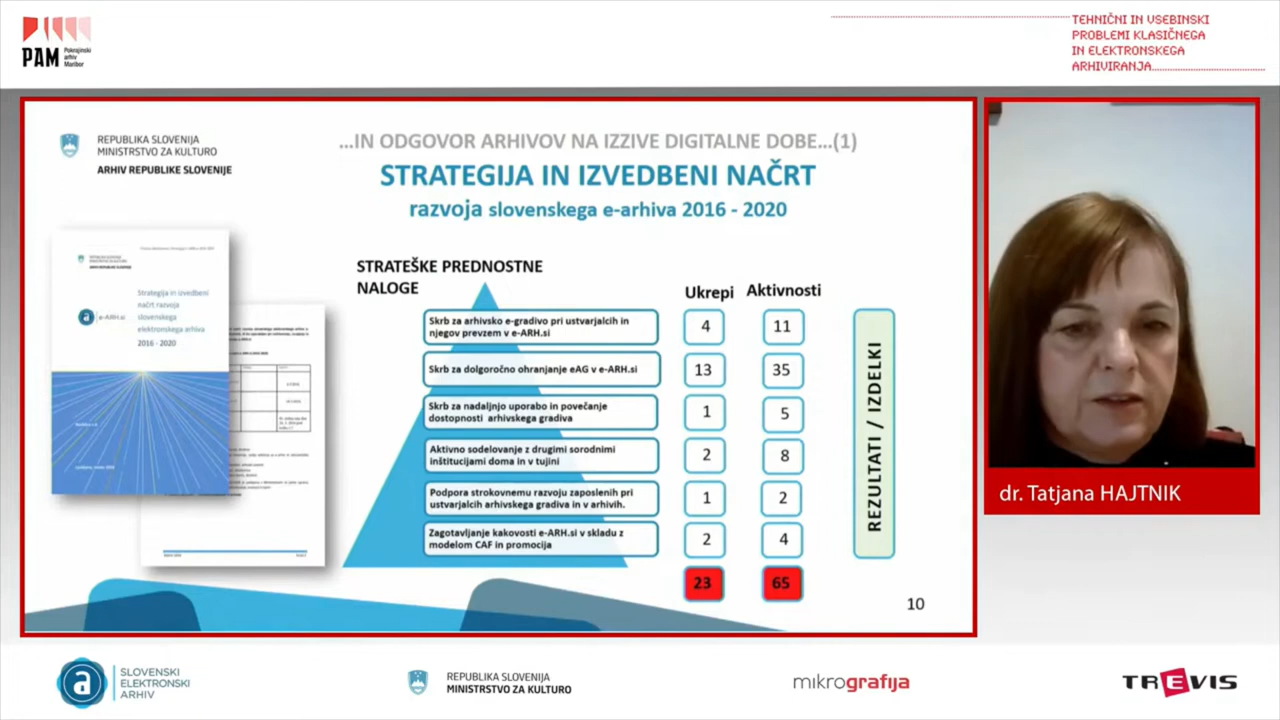 PAM
Pokrajinski
arhiv
Maribor
TEHNIČNI IN VSEBINSKI
PROBLEMI KLASIČNEGA
IN ELEKTRONSKEGA
ARHIVIRANJA
REPUBLIKA SLOVENIJA
MINISTRSTVO ZA KULTURO
ARHIV REPUBLIKE SLOVENIJE
...IN ODGOVOR ARHIVOV NA IZZIVE DIGITALNE DOBE...(1)
STRATEGIJA IN IZVEDBENI NAČRT
razvoja slovenskega e-arhiva 2016 - 2020
e-ARH.si
Strategija in izvedbeni
načrt razvoja
slovenskega
elektronskega arhiva
2016 - 2020
STRATEŠKE PREDNOSTNE
NALOGE
Ukrepi Aktivnosti
Skrb za arhivsko e-gradivo pri ustvarjalcih in
njegov prevzem v e-ARH.si
4 11
Skrb za dolgoročno ohranjanje eAG v e-ARH.si
13 35
Skrb za nadaljnjo uporabo in povečanje
dostopnosti arhivskega gradiva
1 5
Aktivno sodelovanje z drugimi sorodnimi
inštitucijami doma in v tujini
2 8
Podpora strokovnemu razvoju zaposlenih pri
ustvarjalcih arhivskega gradiva in v arhivih.
1 2
Zagotavljanje kakovosti e-ARH.si v skladu z
modelom CAF in promocija
2 4
23 65
REZULTATI / IZDELKI
10
dr. Tatjana HAJTNIK
SLOVENSKI
ELEKTRONSKI
ARHIV
REPUBLIKA SLOVENIJA
MINISTRSTVO ZA KULTURO
mikrografija
TREVIS